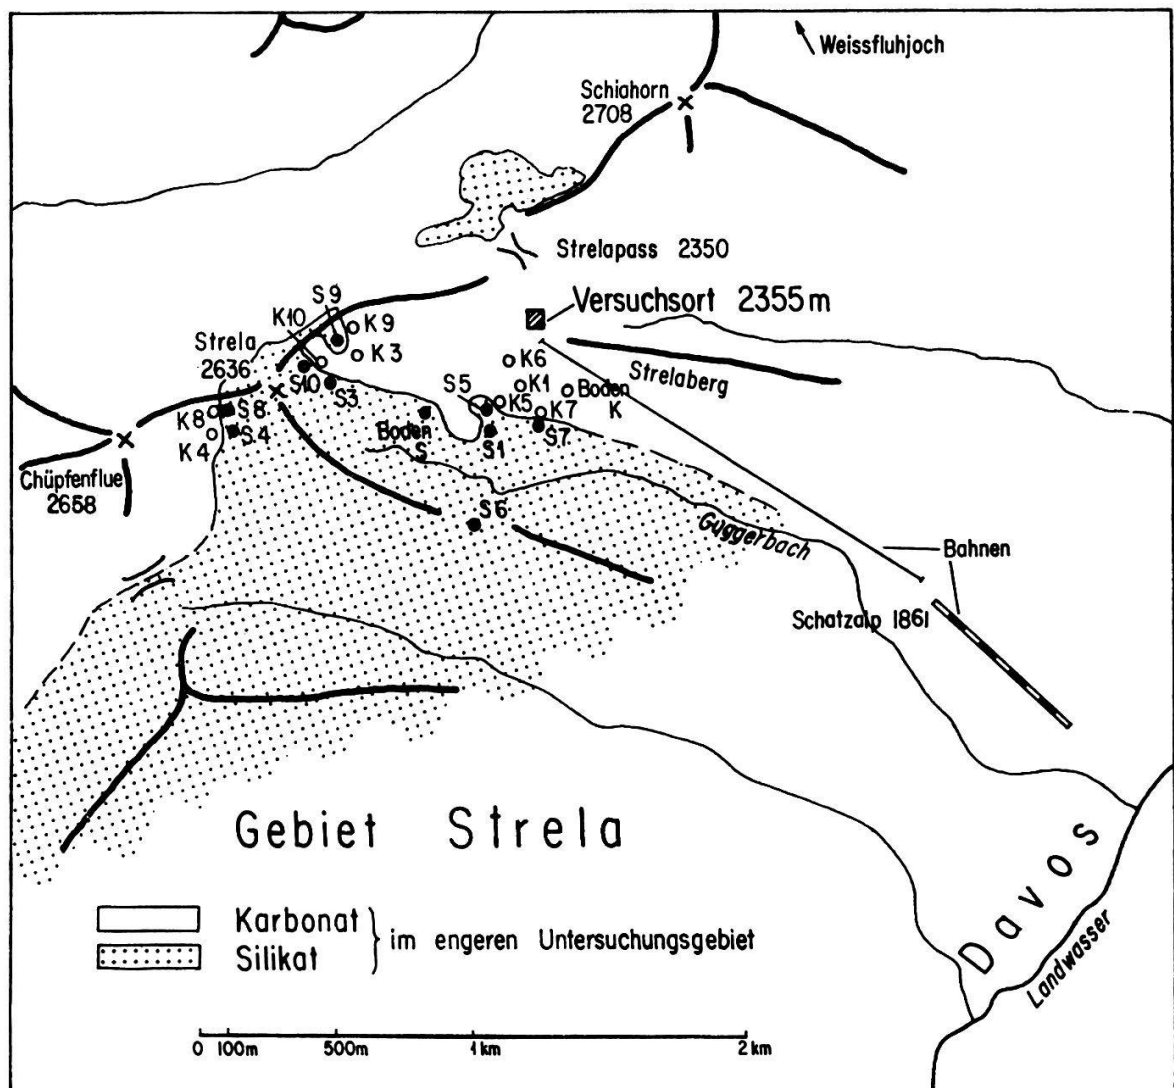 Weissfluhjoch
Schiahorn
2708
Strelapass 2350
Versuchsort 2355m
S9
K10
K9
Strela
2636
K3
K6
Strelaberg
S10
S3
S5
K1
K5
Boden
K
K8
S8
K7
Boden
S
S1
S7
K4
S4
Chüpfenflue
2658
S6
Guggerbach
Bahnen
Schatzalp 1861
Gebiet Strela
Davos
Landwasser
Karbonat
Silikat
im engeren Untersuchungsgebiet
0 100m 500m 1km 2km